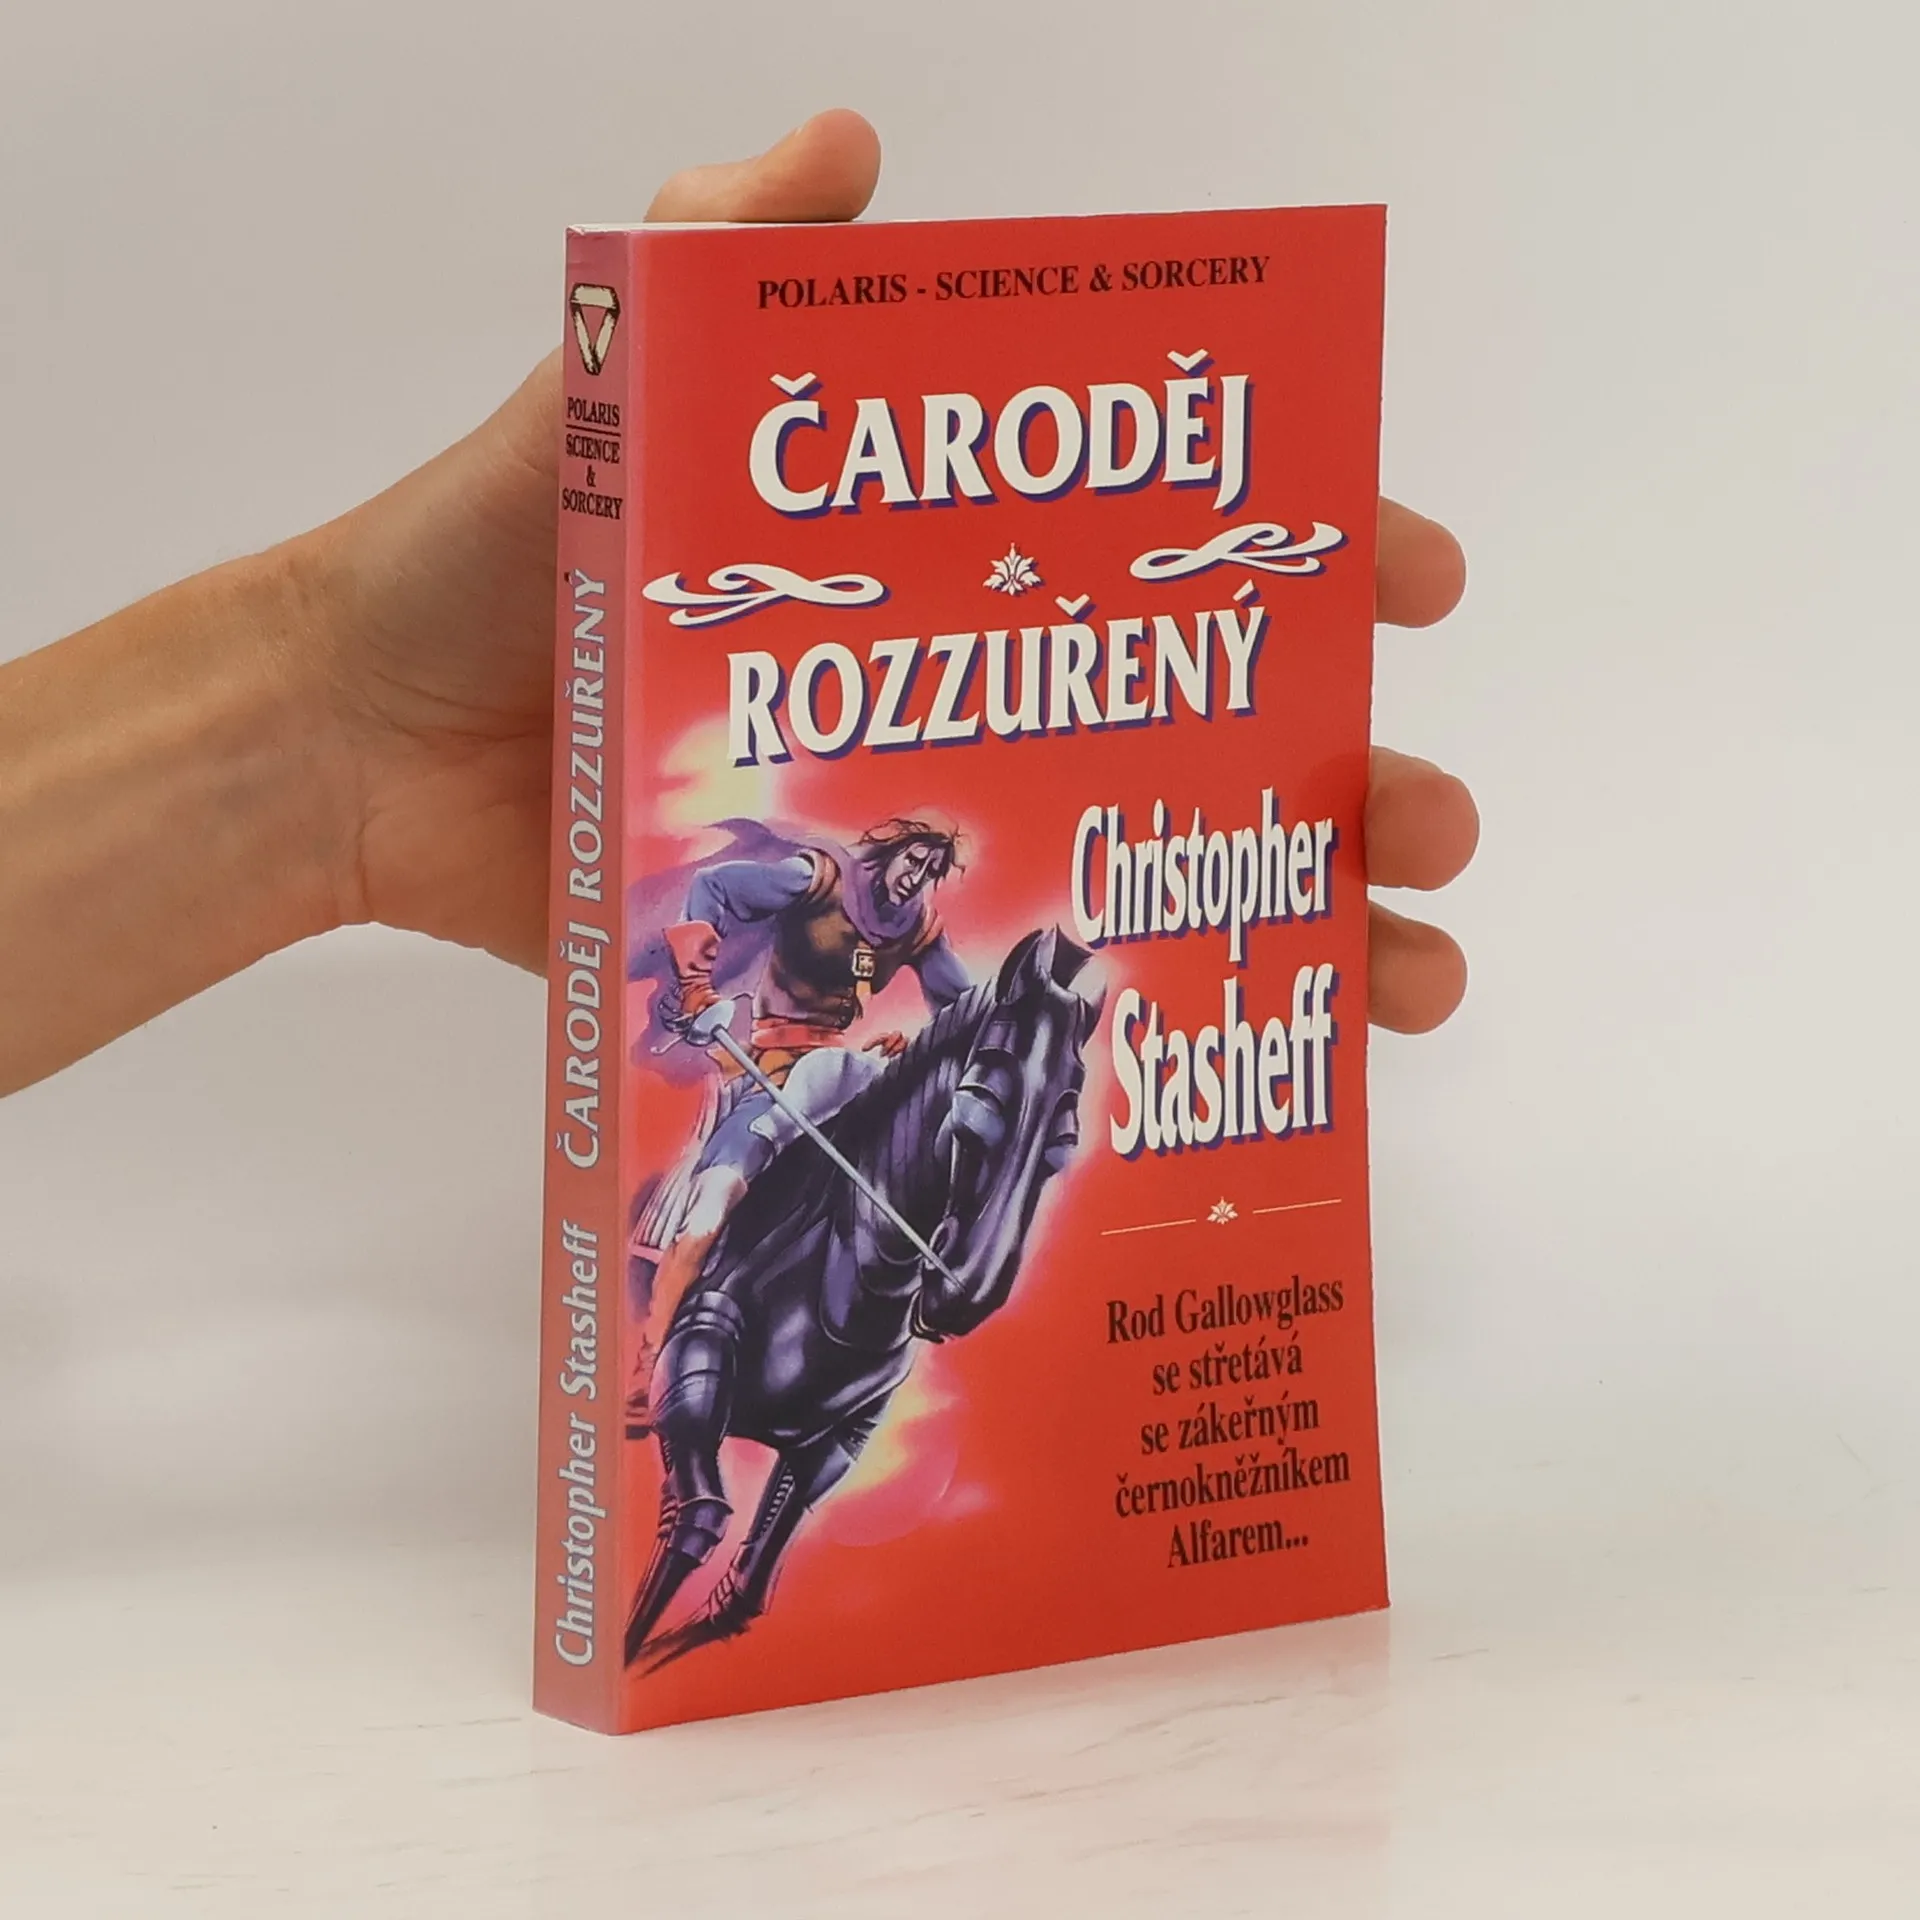 POLARIS
SCIENCE
&
SORCERY
Christopher Stasheff ČARODĚJ ROZZUŘENÝ
POLARIS - SCIENCE & SORCERY
ČARODĚJ
ROZZUŘENÝ
Christopher
Stasheff
Rod Gallowglass
se střetává
se zákeřným
černokněžníkem
Alfarem...